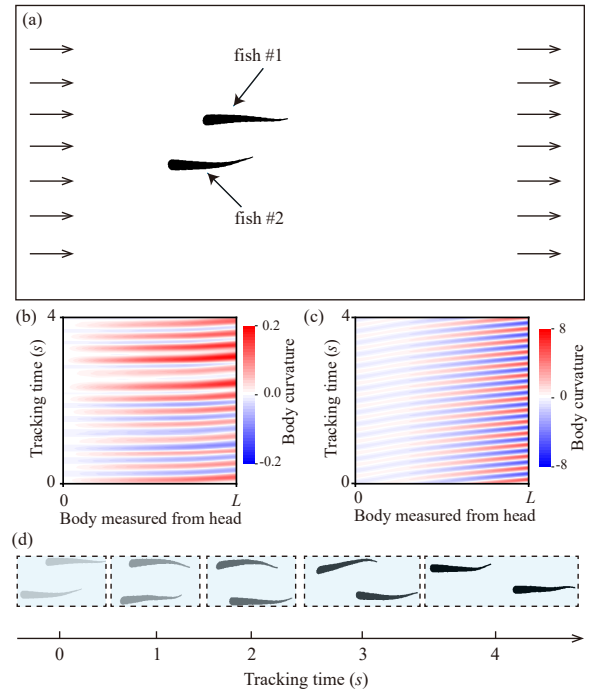 (a)
fish #1
fish #2
(b)
4
Tracking time (s)
0
0
L
Body measured from head
0.2
0.0
-0.2
Body curvature
(c)
4
Tracking time (s)
0
0
L
Body measured from head
8
0
-8
Body curvature
(d)
0 1 2 3 4
Tracking time (s)